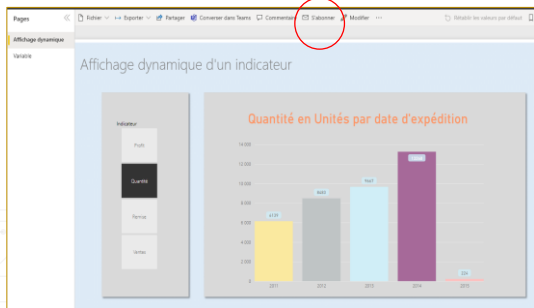 Pages
Fichier
Exporter
Partager
Converser dans Teams
Commentaire
S'abonner
Modifier
Rétablir les valeurs par défaut
Affichage dynamique
Variable
Affichage dynamique d'un indicateur
Indicateur
Profit
Quantité
Remise
Ventes
Quantité en Unités par date d'expédition
14 000
12 000
10 000
8 000
6 000
4 000
2 000
0
2011
2012
2013
2014
2015